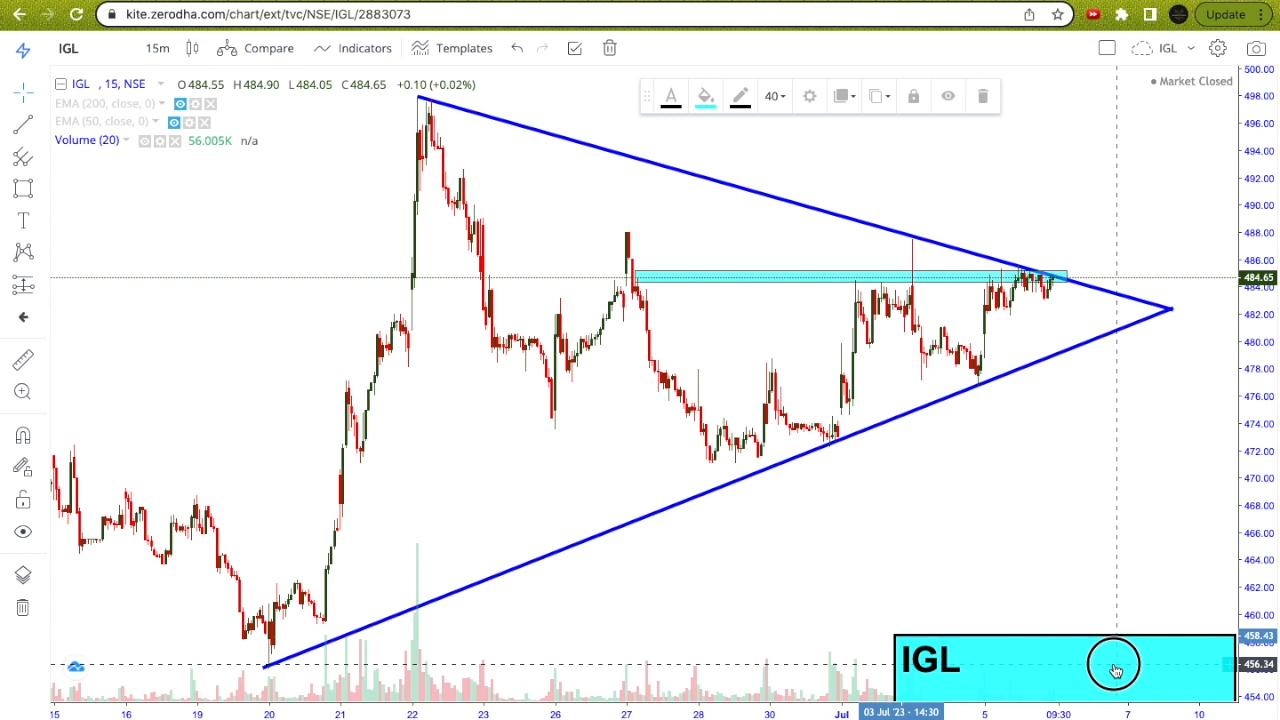 kite.zerodha.com/chart/ext/tvc/NSE/IGL/2883073
Update
IGL 15m Compare Indicators Templates IGL
IGL , 15, NSE O484.55 H484.90 L484.05 C484.65 +0.10 (+0.02%)
Market Closed
EMA (200, close, 0)
EMA (50, close, 0)
Volume (20) 56.005K n/a
A 40
T
500.00
498.00
496.00
494.00
492.00
490.00
488.00
486.00
484.65
484.00
482.00
480.00
478.00
476.00
474.00
472.00
470.00
468.00
466.00
464.00
462.00
460.00
458.43
456.34
454.00
IGL
15 16 20 21 22 23 26 27 28 30 Jul 03 Jul '23 - 14:30 5 09:30 7 10